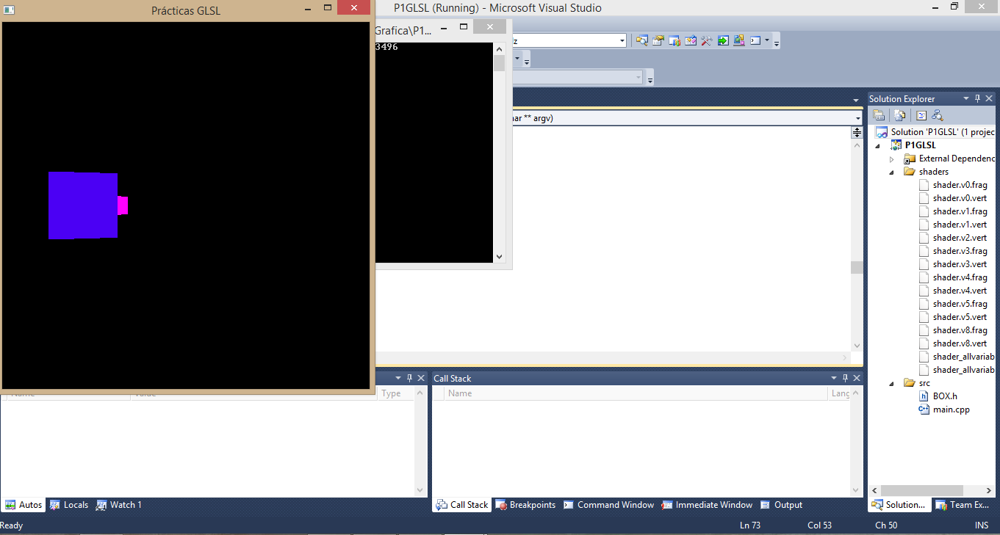 Prácticas GLSL
P1GLSL (Running) - Microsoft Visual Studio
Grafica\P1...
3496
z
ar ** argv)
Solution Explorer
Solution 'P1GLSL' (1 projec
P1GLSL
External Dependenc
shaders
shader.v0.frag
shader.v0.vert
shader.v1.frag
shader.v1.vert
shader.v2.vert
shader.v3.frag
shader.v3.vert
shader.v4.frag
shader.v4.vert
shader.v5.frag
shader.v5.vert
shader.v8.frag
shader.v8.vert
shader_allvariab
shader_allvariab
src
BOX.h
main.cpp
Call Stack
Name Value Type
Name Lang
Autos Locals Watch 1
Call Stack Breakpoints Command Window Immediate Window Output
Solution... Team Ex...
Ready Ln 73 Col 53 Ch 50 INS